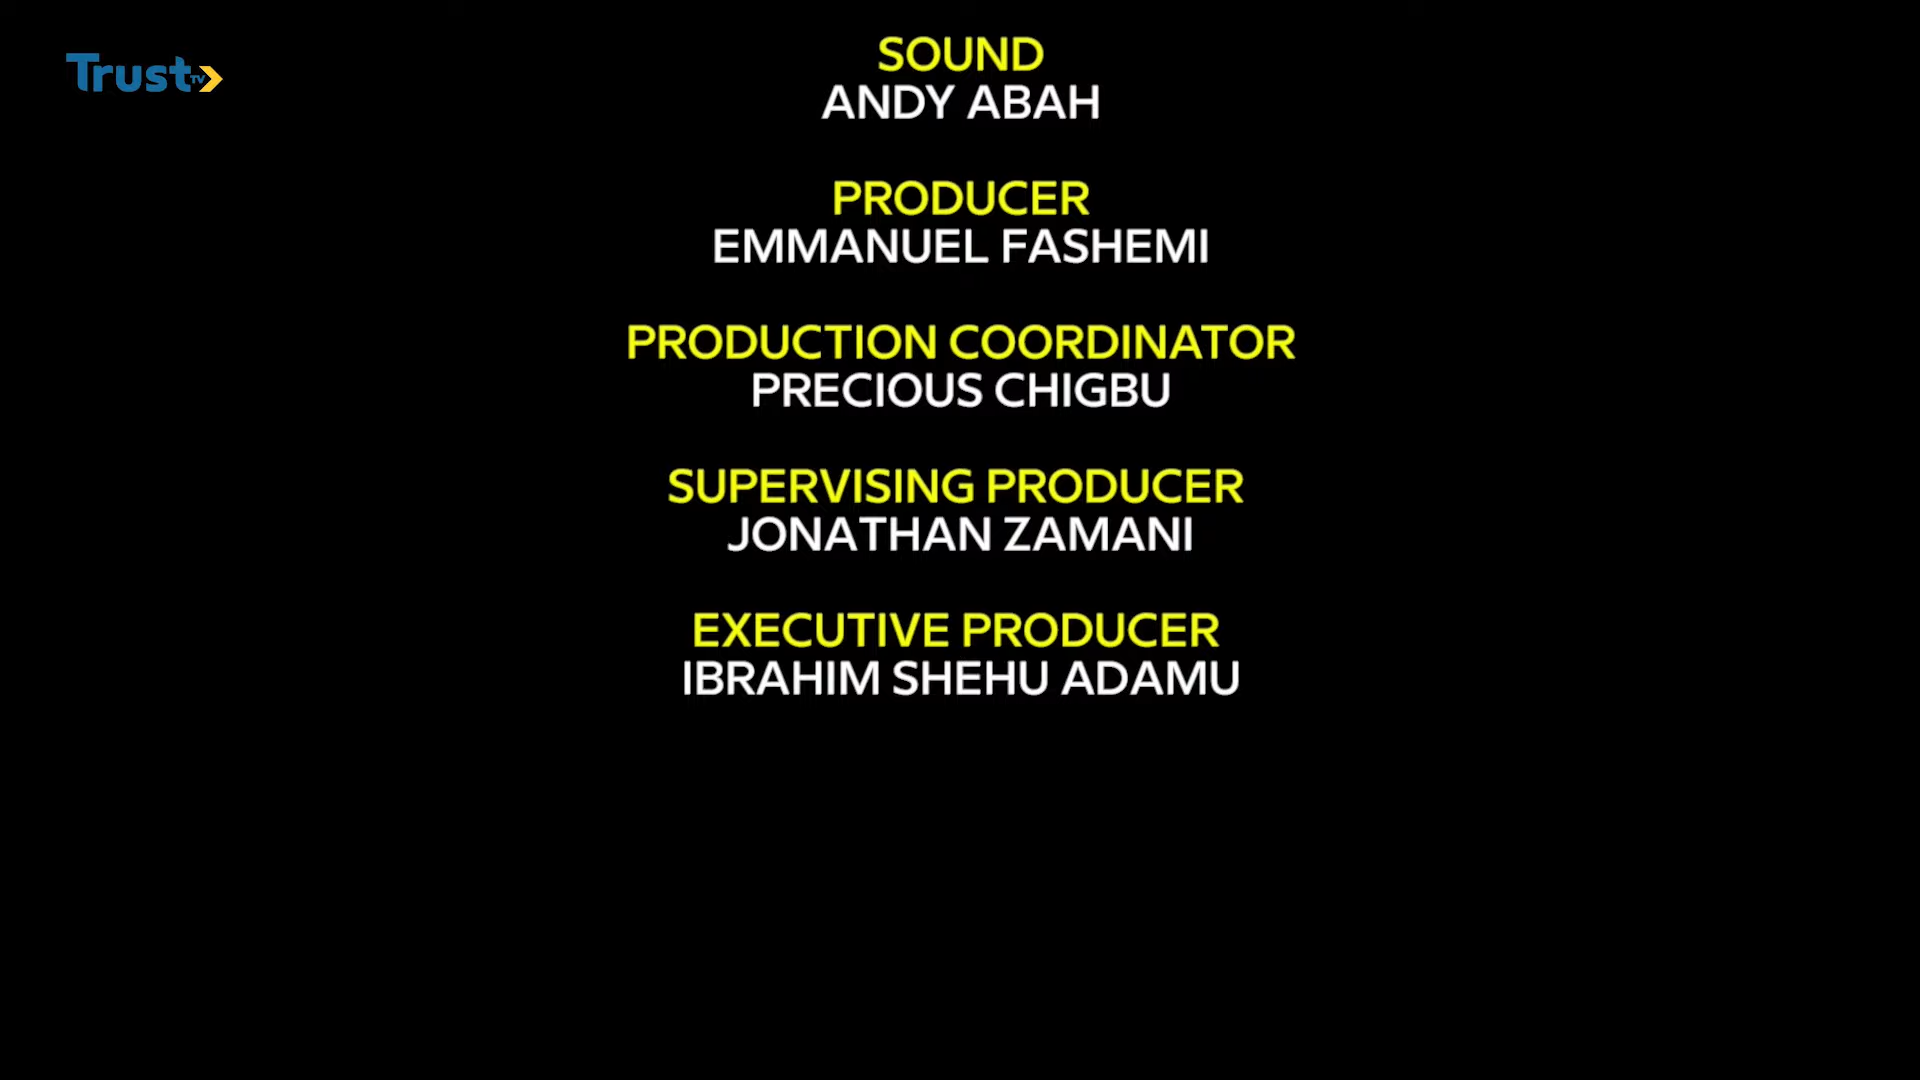 Trust TV
SOUND
ANDY ABAH
PRODUCER
EMMANUEL FASHEMI
PRODUCTION COORDINATOR
PRECIOUS CHIGBU
SUPERVISING PRODUCER
JONATHAN ZAMANI
EXECUTIVE PRODUCER
IBRAHIM SHEHU ADAMU